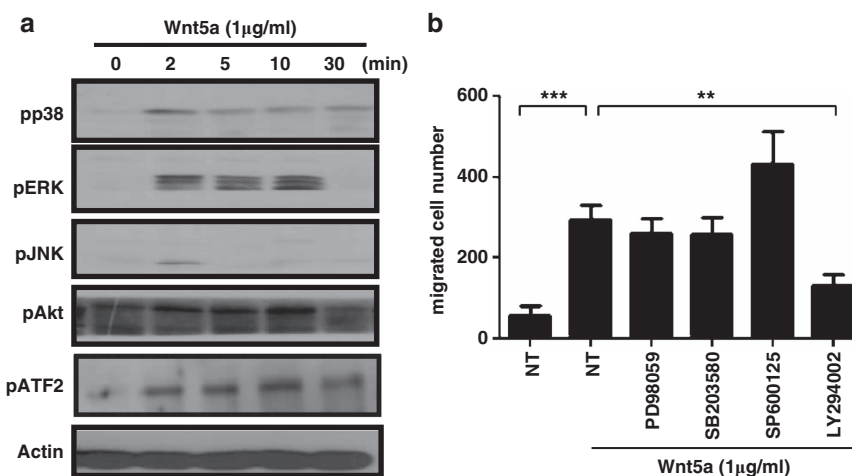 a
Wnt5a (1μg/ml)
0 2 5 10 30 (min)
pp38
pERK
pJNK
pAkt
pATF2
Actin
b
600
400
200
0
migrated cell number
***
**
NT
NT
PD98059
SB203580
SP600125
LY294002
Wnt5a (1μg/ml)